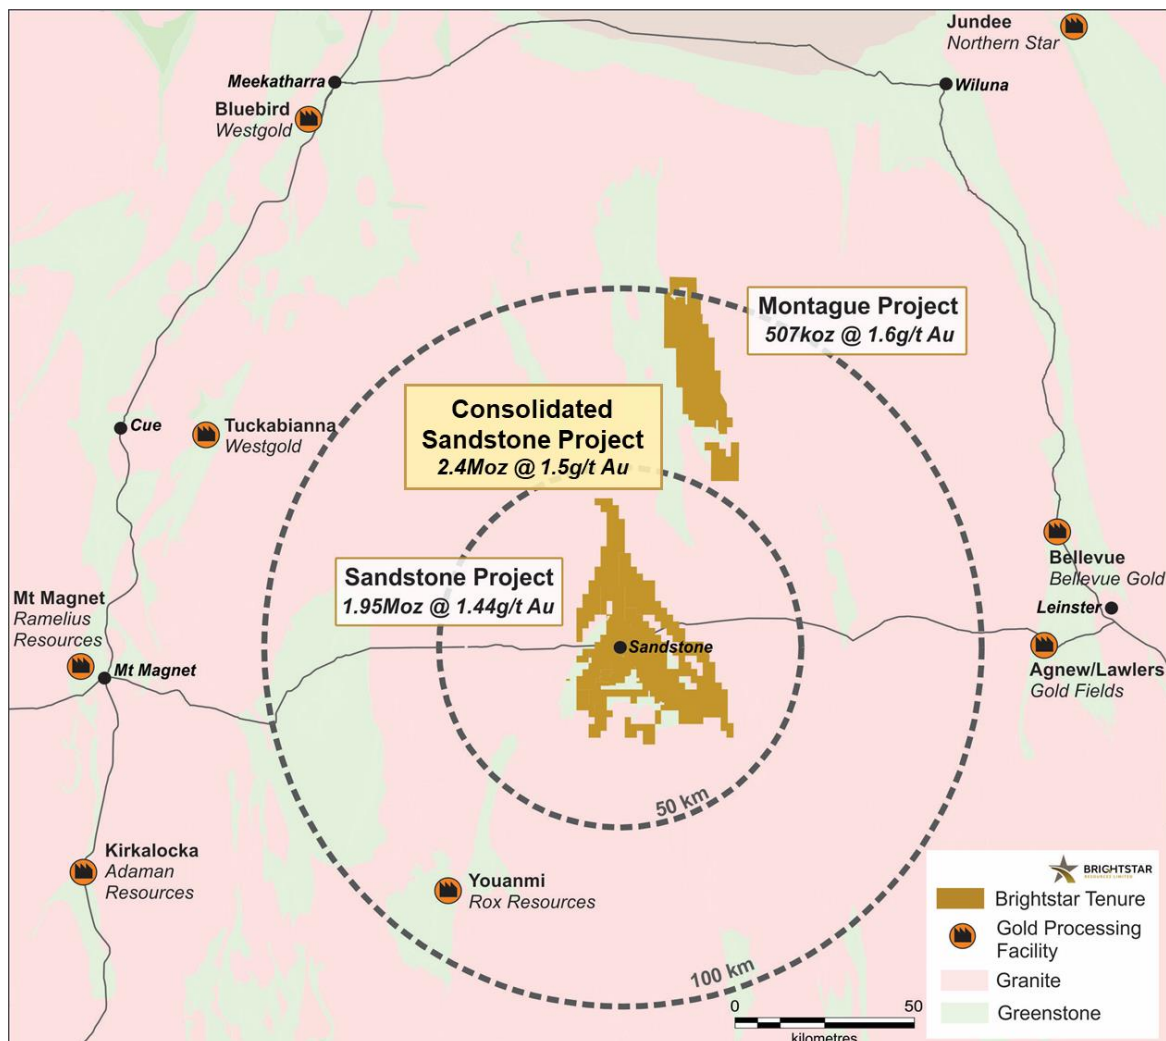 Jundee
Northern Star
Meekatharra
Wiluna
Bluebird
Westgold
Montague Project
507koz @ 1.6g/t Au
Consolidated
Sandstone Project
2.4Moz @ 1.5g/t Au
Cue
Tuckabianna
Westgold
Bellevue
Bellevue Gold
Sandstone Project
1.95Moz @ 1.44g/t Au
Mt Magnet
Ramelius
Resources
Leinster
Sandstone
Mt Magnet
Agnew/Lawlers
Gold Fields
50 km
Kirkalocka
Adaman
Resources
Youanmi
Rox Resources
100 km
BRIGHTSTAR
RESOURCES LIMITED
Brightstar Tenure
Gold Processing
Facility
Granite
Greenstone
0 50
kilometres